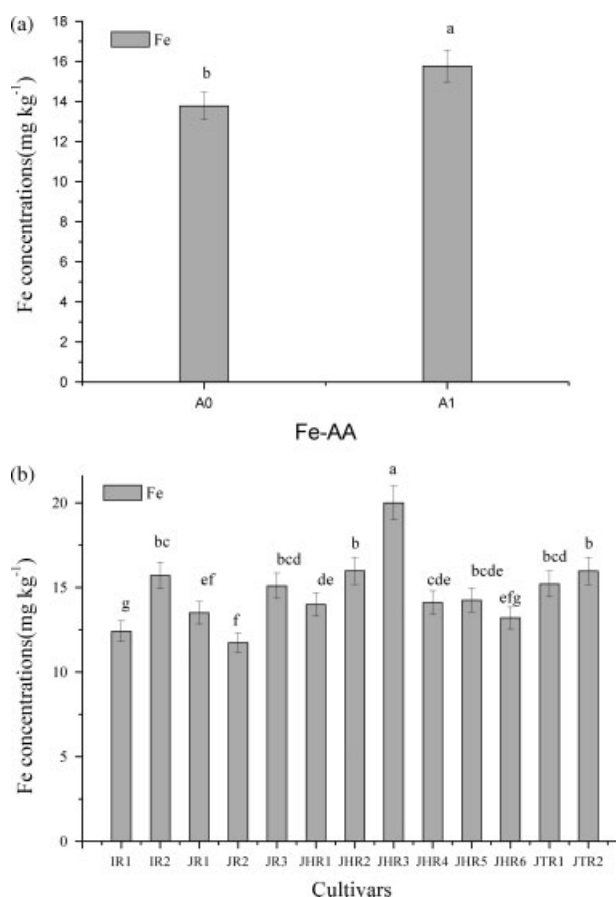 (a)
Fe
18
16
14
12
10
8
6
4
2
0
b
a
A0 A1
Fe-AA
Fe concentrations(mg kg-1)
(b)
Fe
20
15
10
5
0
g bc ef f bcd de b a cde bcde efg bcd b
IR1 IR2 JR1 JR2 JR3 JHR1 JHR2 JHR3 JHR4 JHR5 JHR6 JTR1 JTR2
Cultivars
Fe concentrations(mg kg-1)